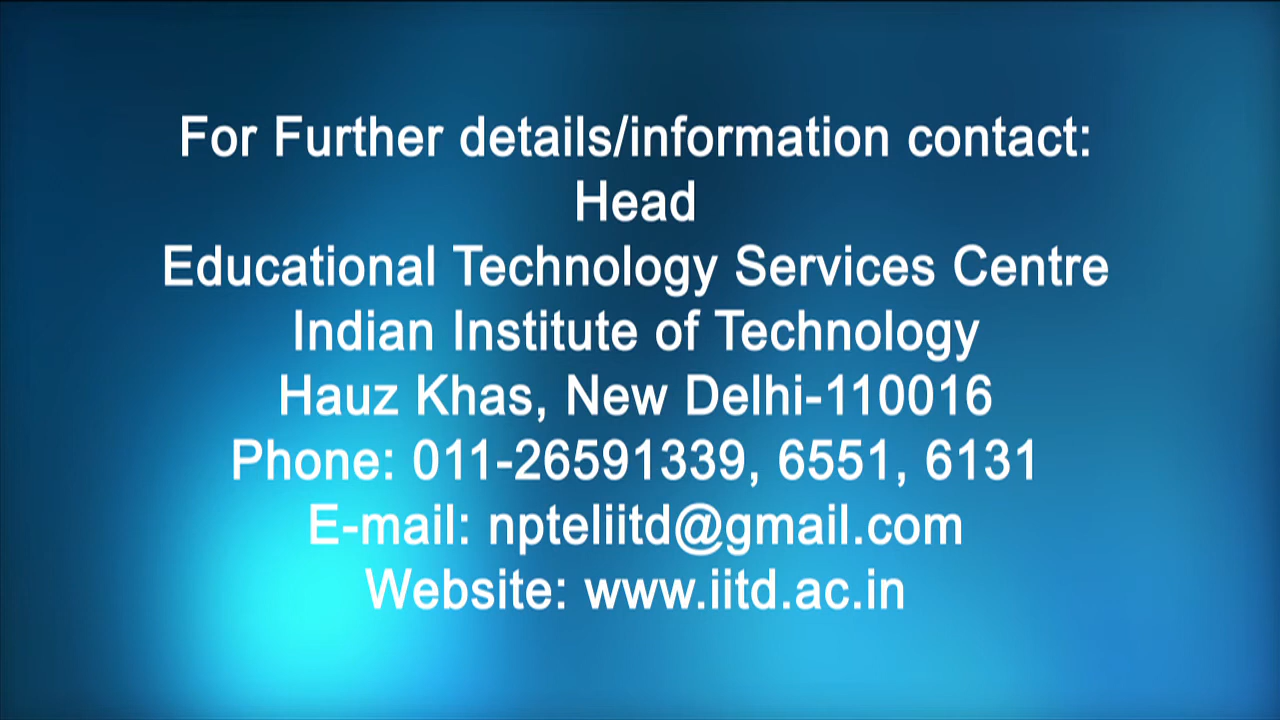 For Further details/information contact:
Head
Educational Technology Services Centre
Indian Institute of Technology
Hauz Khas, New Delhi-110016
Phone: 011-26591339, 6551, 6131
E-mail: npteliitd@gmail.com
Website: www.iitd.ac.in